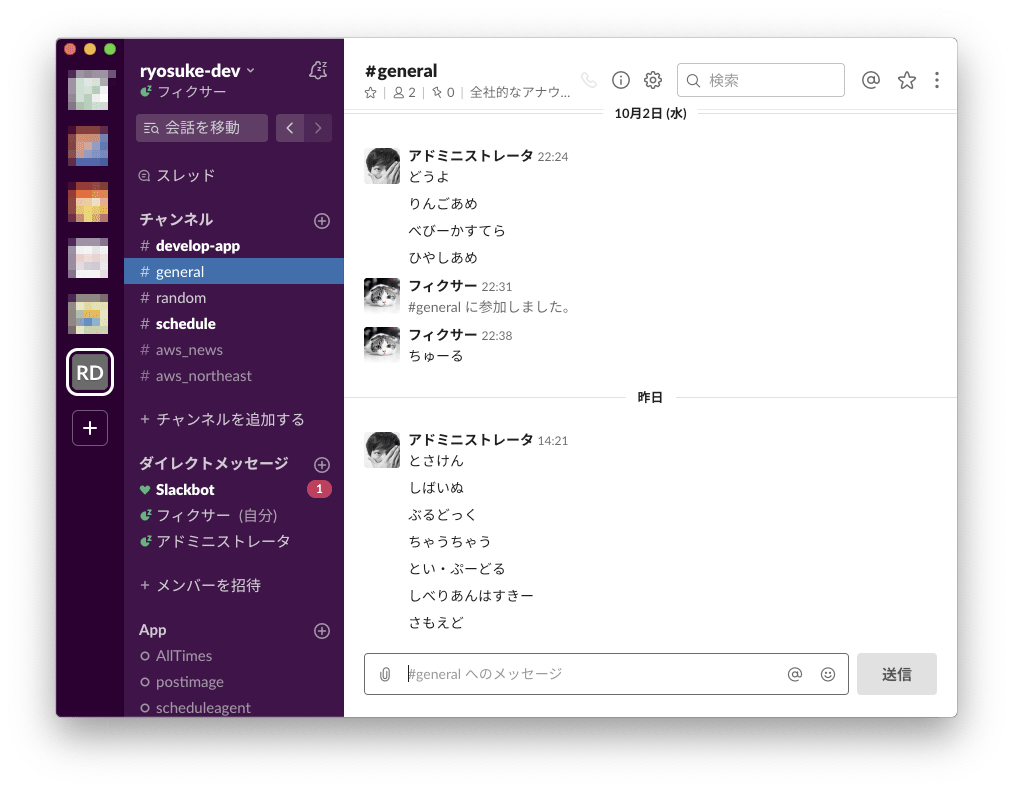 ryosuke-dev
フィクサー
会話を移動
スレッド
チャンネル
# develop-app
# general
# random
# schedule
# aws_news
# aws_northeast
+ チャンネルを追加する
ダイレクトメッセージ
Slackbot 1
フィクサー (自分)
アドミニストレータ
+ メンバーを招待
App
AllTimes
postimage
scheduleagent
RD
+
#general
2 | 0 | 全社的なアナウ...
検索
10月2日 (水)
アドミニストレータ 22:24
どうよ
りんごあめ
べびーかすてら
ひやしあめ
フィクサー 22:31
#general に参加しました。
フィクサー 22:38
ちゅーる
昨日
アドミニストレータ 14:21
とさけん
しばいぬ
ぶるどっく
ちゃうちゃう
とい・ぷーどる
しべりあんはすきー
さもえど
#general へのメッセージ
送信